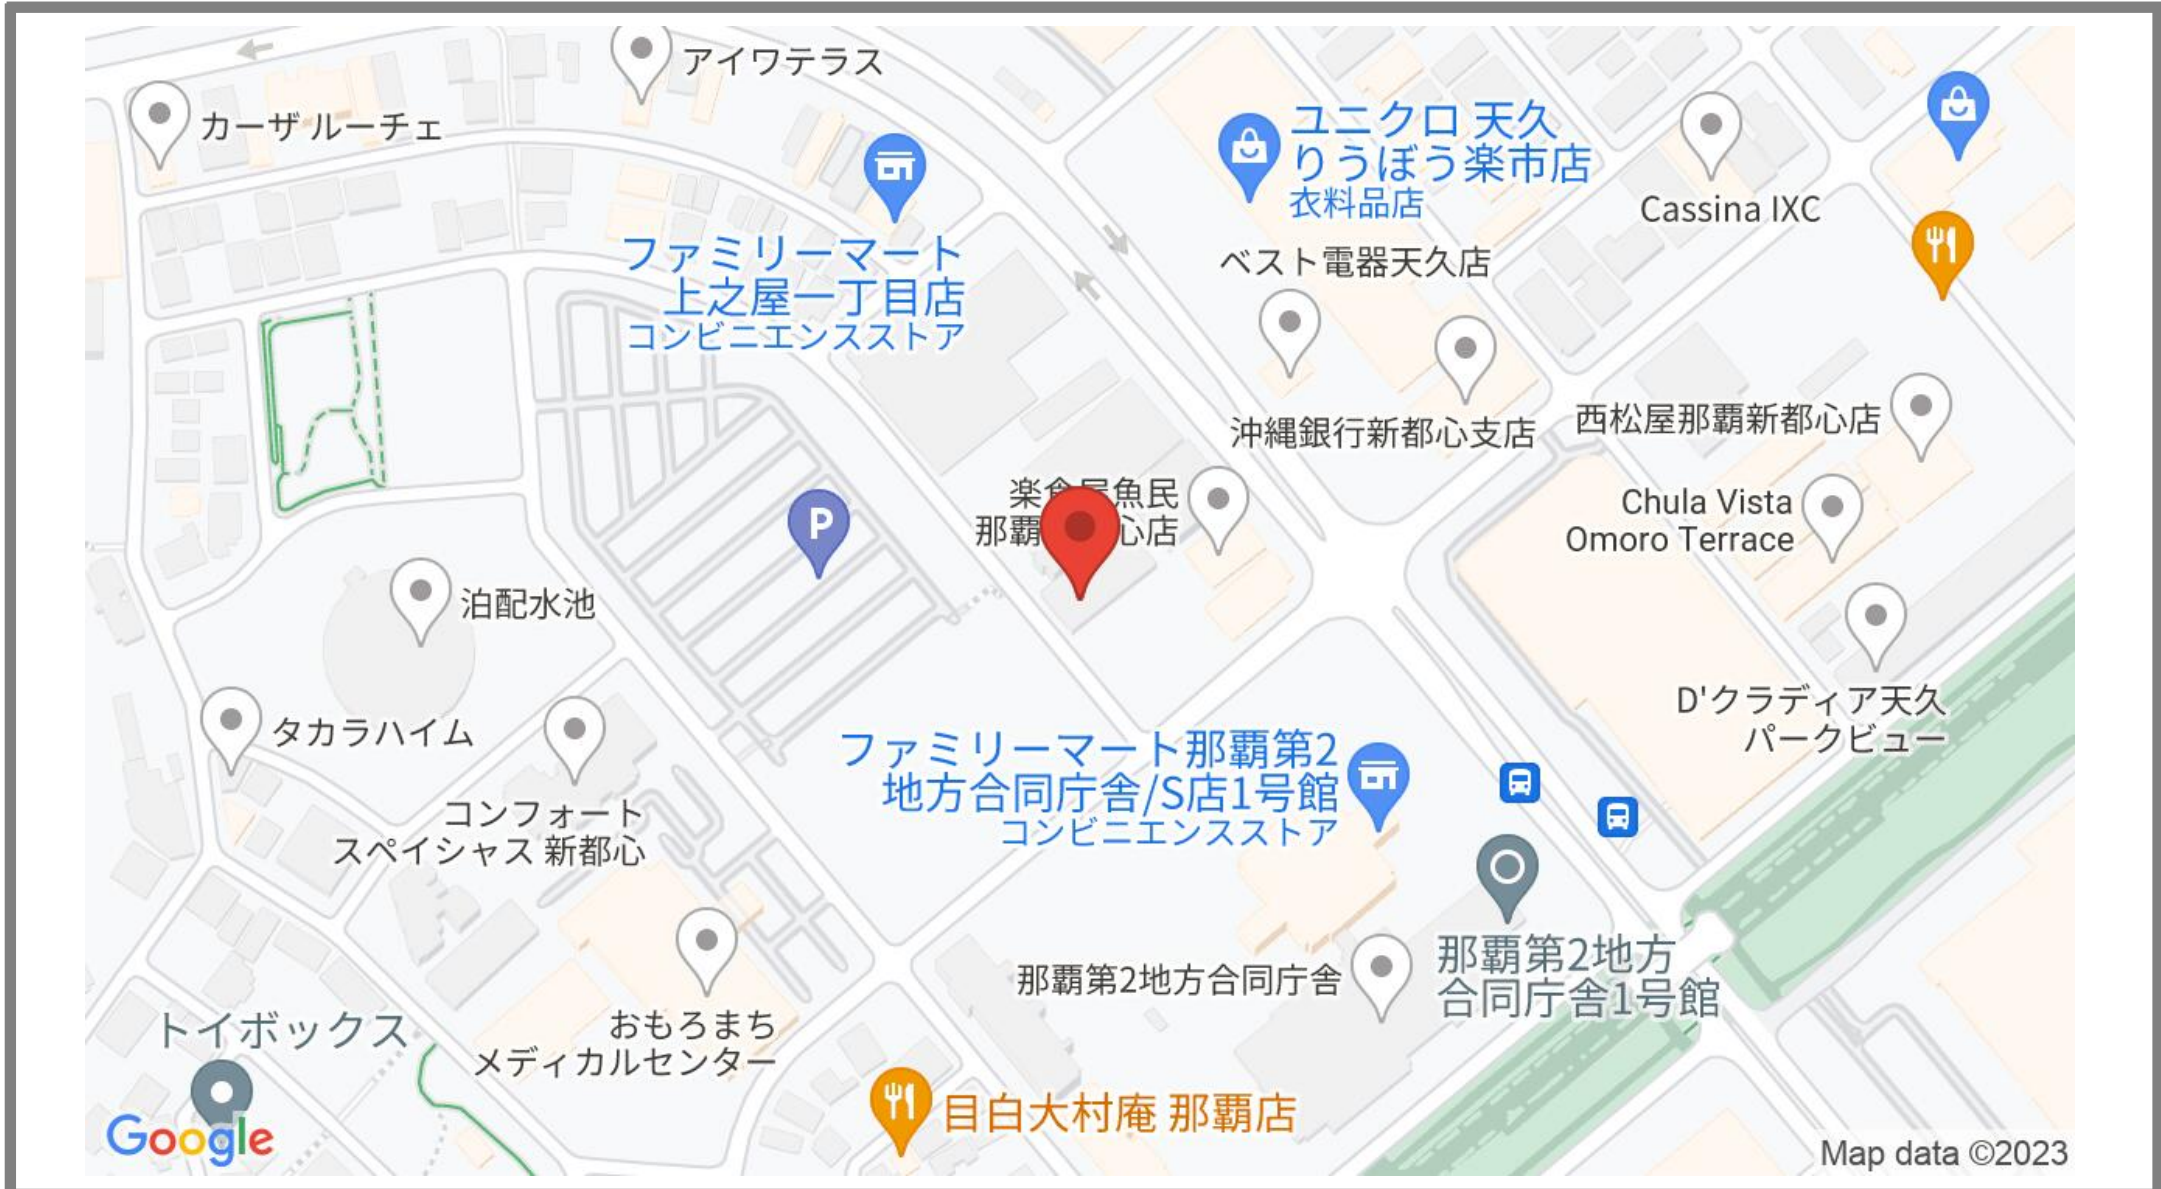 アイワテラス
カーザルーチェ
ユニクロ 天久
りうぼう楽市店
衣料品店
Cassina IXC
ファミリーマート
上之屋一丁目店
コンビニエンスストア
ベスト電器天久店
沖縄銀行新都心支店
西松屋那覇新都心店
楽食 魚民
那覇 心店
P
Chula Vista
Omoro Terrace
泊配水池
D'クラディア天久
パークビュー
タカラハイム
ファミリーマート那覇第2
地方合同庁舎/S店1号館
コンビニエンスストア
コンフォート
スペイシャス 新都心
那覇第2地方
合同庁舎1号館
那覇第2地方合同庁舎
トイボックス
おもろまち
メディカルセンター
目白大村庵 那覇店
Google
Map data ©2023